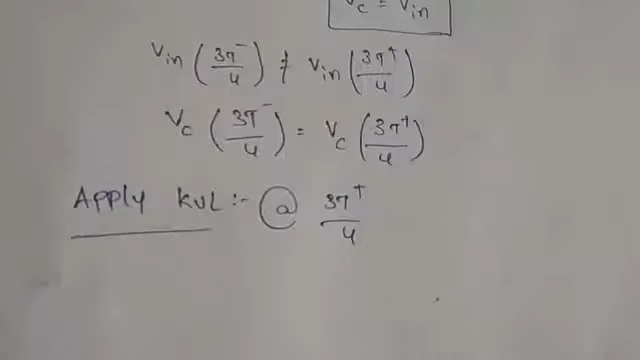 Vc = Vin
Vin (3π⁻/4) ≠ Vin (3π⁺/4)
Vc (3π⁻/4) = Vc (3π⁺/4)
Apply KVL :- @ 3π⁺/4